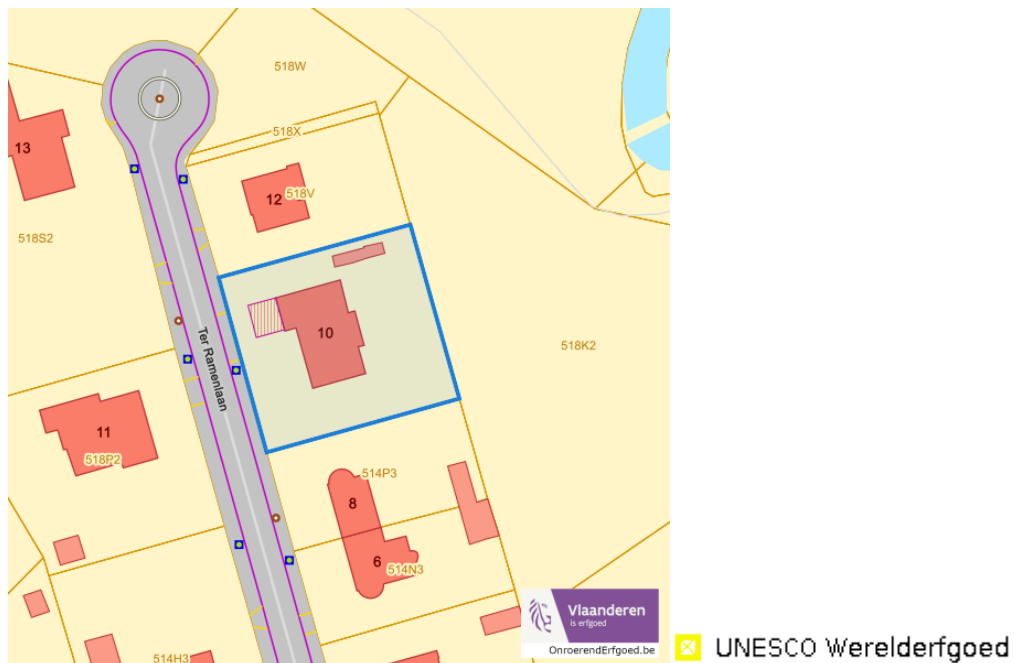 518W
13
518X
12
518V
518S2
10
518K2
Ter Ramenlaan
11
518P2
514P3
8
6
514N3
Vlaanderen
is erfgoed
OnroerendErfgoed.be
UNESCO Werelderfgoed
514H3